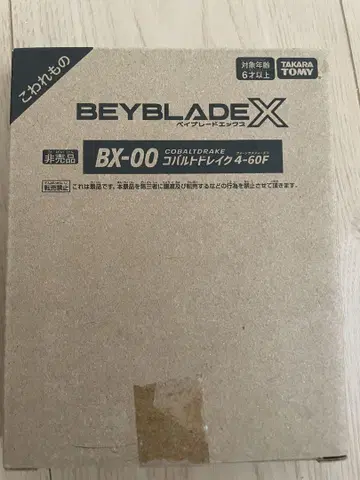 こわれもの
対象年齢
6才以上
TAKARA
TOMY
BEYBLADE X
ベイブレードエックス
非売品
BX-00
COBALTDRAKE
コバルトドレイク4-60F
転売禁止
これは景品です。本景品を第三者に譲渡及び転売するなどの行為を禁止させて頂きます。